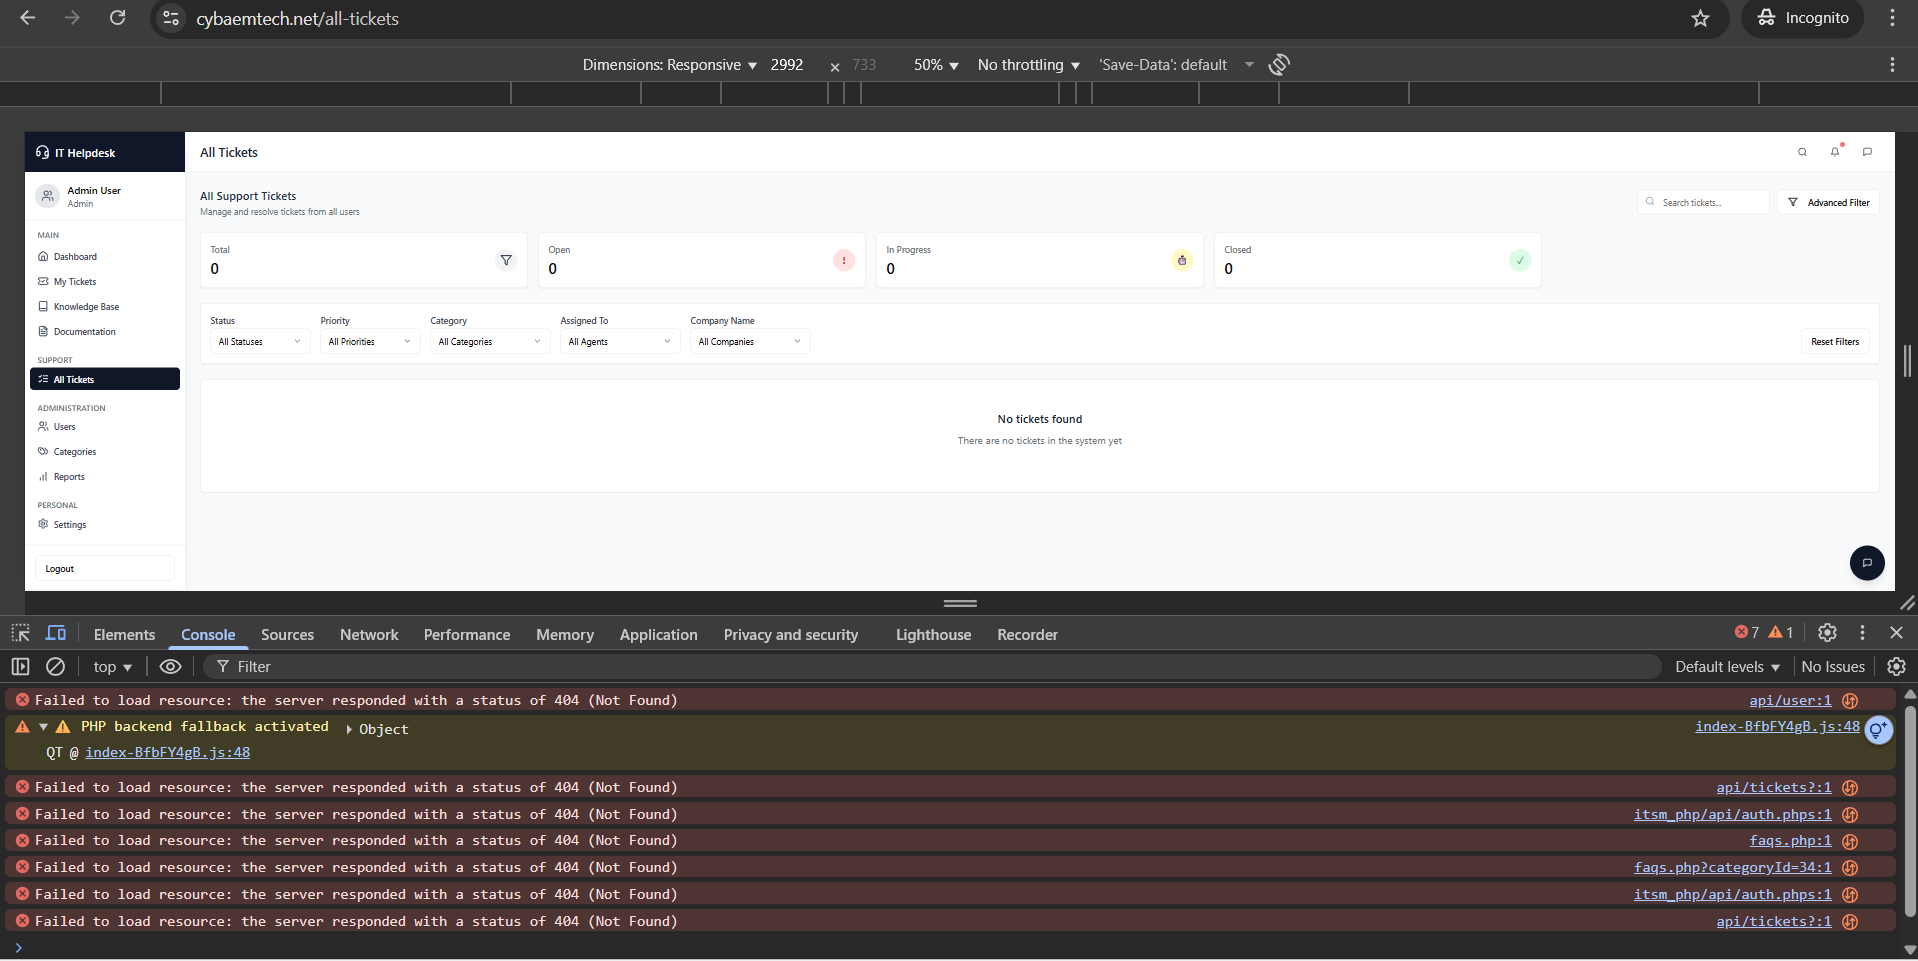 cybaemtech.net/all-tickets
Incognito
Dimensions: Responsive 2992 × 733 50% No throttling 'Save-Data': default
IT Helpdesk
Admin User
Admin
MAIN
Dashboard
My Tickets
Knowledge Base
Documentation
SUPPORT
All Tickets
ADMINISTRATION
Users
Categories
Reports
PERSONAL
Settings
Logout
All Tickets
All Support Tickets
Manage and resolve tickets from all users
Search tickets...
Advanced Filter
Total
0
Open
0
!
In Progress
0
Closed
0
✓
Status
All Statuses
Priority
All Priorities
Category
All Categories
Assigned To
All Agents
Company Name
All Companies
Reset Filters
No tickets found
There are no tickets in the system yet
Elements Console Sources Network Performance Memory Application Privacy and security Lighthouse Recorder 7 1
top Filter Default levels No Issues
Failed to load resource: the server responded with a status of 404 (Not Found) api/user:1
PHP backend fallback activated Object index-BfbFY4gB.js:48
QT @ index-BfbFY4gB.js:48
Failed to load resource: the server responded with a status of 404 (Not Found) api/tickets?:1
Failed to load resource: the server responded with a status of 404 (Not Found) itsm_php/api/auth.phps:1
Failed to load resource: the server responded with a status of 404 (Not Found) faqs.php:1
Failed to load resource: the server responded with a status of 404 (Not Found) faqs.php?categoryId=34:1
Failed to load resource: the server responded with a status of 404 (Not Found) itsm_php/api/auth.phps:1
Failed to load resource: the server responded with a status of 404 (Not Found) api/tickets?:1